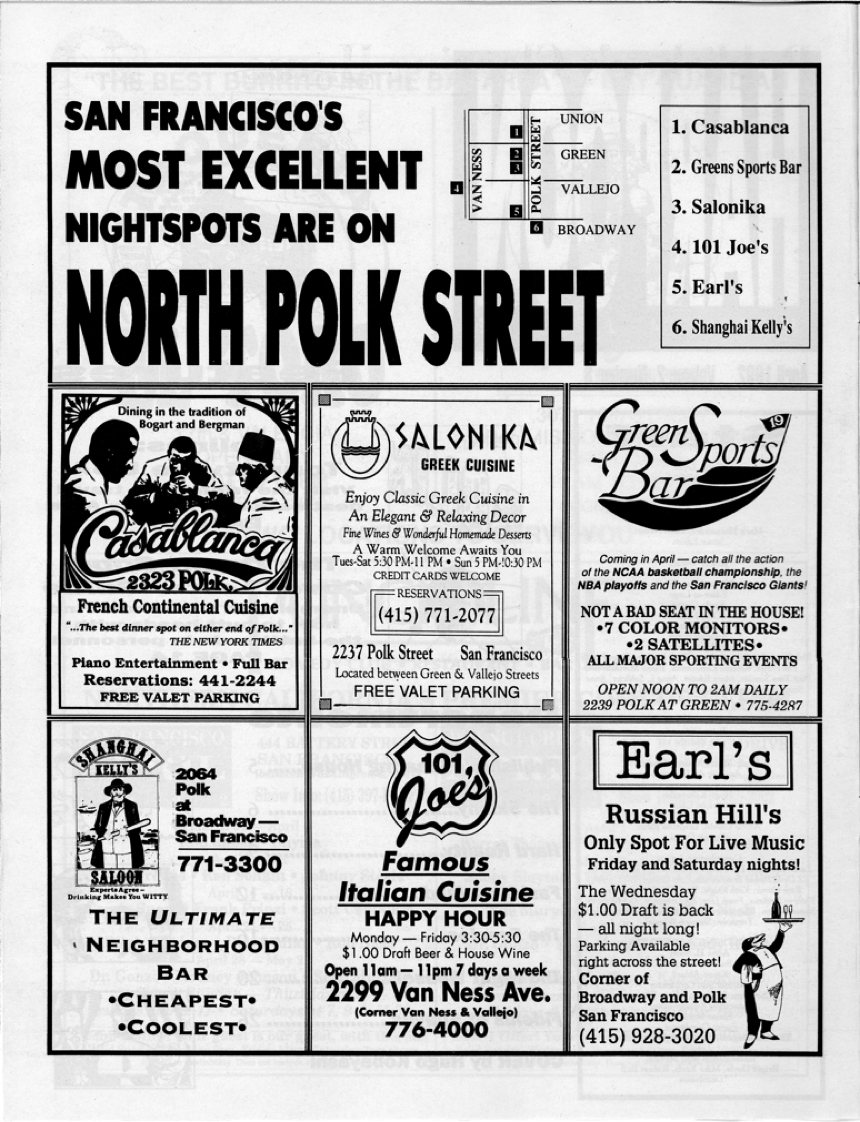 SAN FRANCISCO'S
MOST EXCELLENT
NIGHTSPOTS ARE ON
NORTH POLK STREET
VAN NESS
POLK STREET
UNION
GREEN
VALLEJO
BROADWAY
1
2
3
4
5
6
1. Casablanca
2. Greens Sports Bar
3. Salonika
4. 101 Joe's
5. Earl's
6. Shanghai Kelly's
Dining in the tradition of
Bogart and Bergman
Casablanca
2323 POLK
French Continental Cuisine
"...The best dinner spot on either end of Polk..."
THE NEW YORK TIMES
Piano Entertainment • Full Bar
Reservations: 441-2244
FREE VALET PARKING
SALONIKA
GREEK CUISINE
Enjoy Classic Greek Cuisine in
An Elegant & Relaxing Decor
Fine Wines & Wonderful Homemade Desserts
A Warm Welcome Awaits You
Tues-Sat 5:30 PM-11 PM • Sun 5 PM-!0:30 PM
CREDIT CARDS WELCOME
RESERVATIONS
(415) 771-2077
2237 Polk Street San Francisco
Located between Green & Vallejo Streets
FREE VALET PARKING
Green Sports
Bar
19
Coming in April — catch all the action
of the NCAA basketball championship, the
NBA playoffs and the San Francisco Giants!
NOT A BAD SEAT IN THE HOUSE!
•7 COLOR MONITORS•
•2 SATELLITES•
ALL MAJOR SPORTING EVENTS
OPEN NOON TO 2AM DAILY
2239 POLK AT GREEN • 775-4287
SHANGHAI
KELLY'S
SALOON
Experts Agree –
Drinking Makes You WITTY
2064
Polk
at
Broadway —
San Francisco
771-3300
THE ULTIMATE
NEIGHBORHOOD
BAR
•CHEAPEST•
•COOLEST•
101
Joe's
Famous
Italian Cuisine
HAPPY HOUR
Monday — Friday 3:30-5:30
$1.00 Draft Beer & House Wine
Open 11am — 11pm 7 days a week
2299 Van Ness Ave.
(Corner Van Ness & Vallejo)
776-4000
Earl's
Russian Hill's
Only Spot For Live Music
Friday and Saturday nights!
The Wednesday
$1.00 Draft is back
— all night long!
Parking Available
right across the street!
Corner of
Broadway and Polk
San Francisco
(415) 928-3020